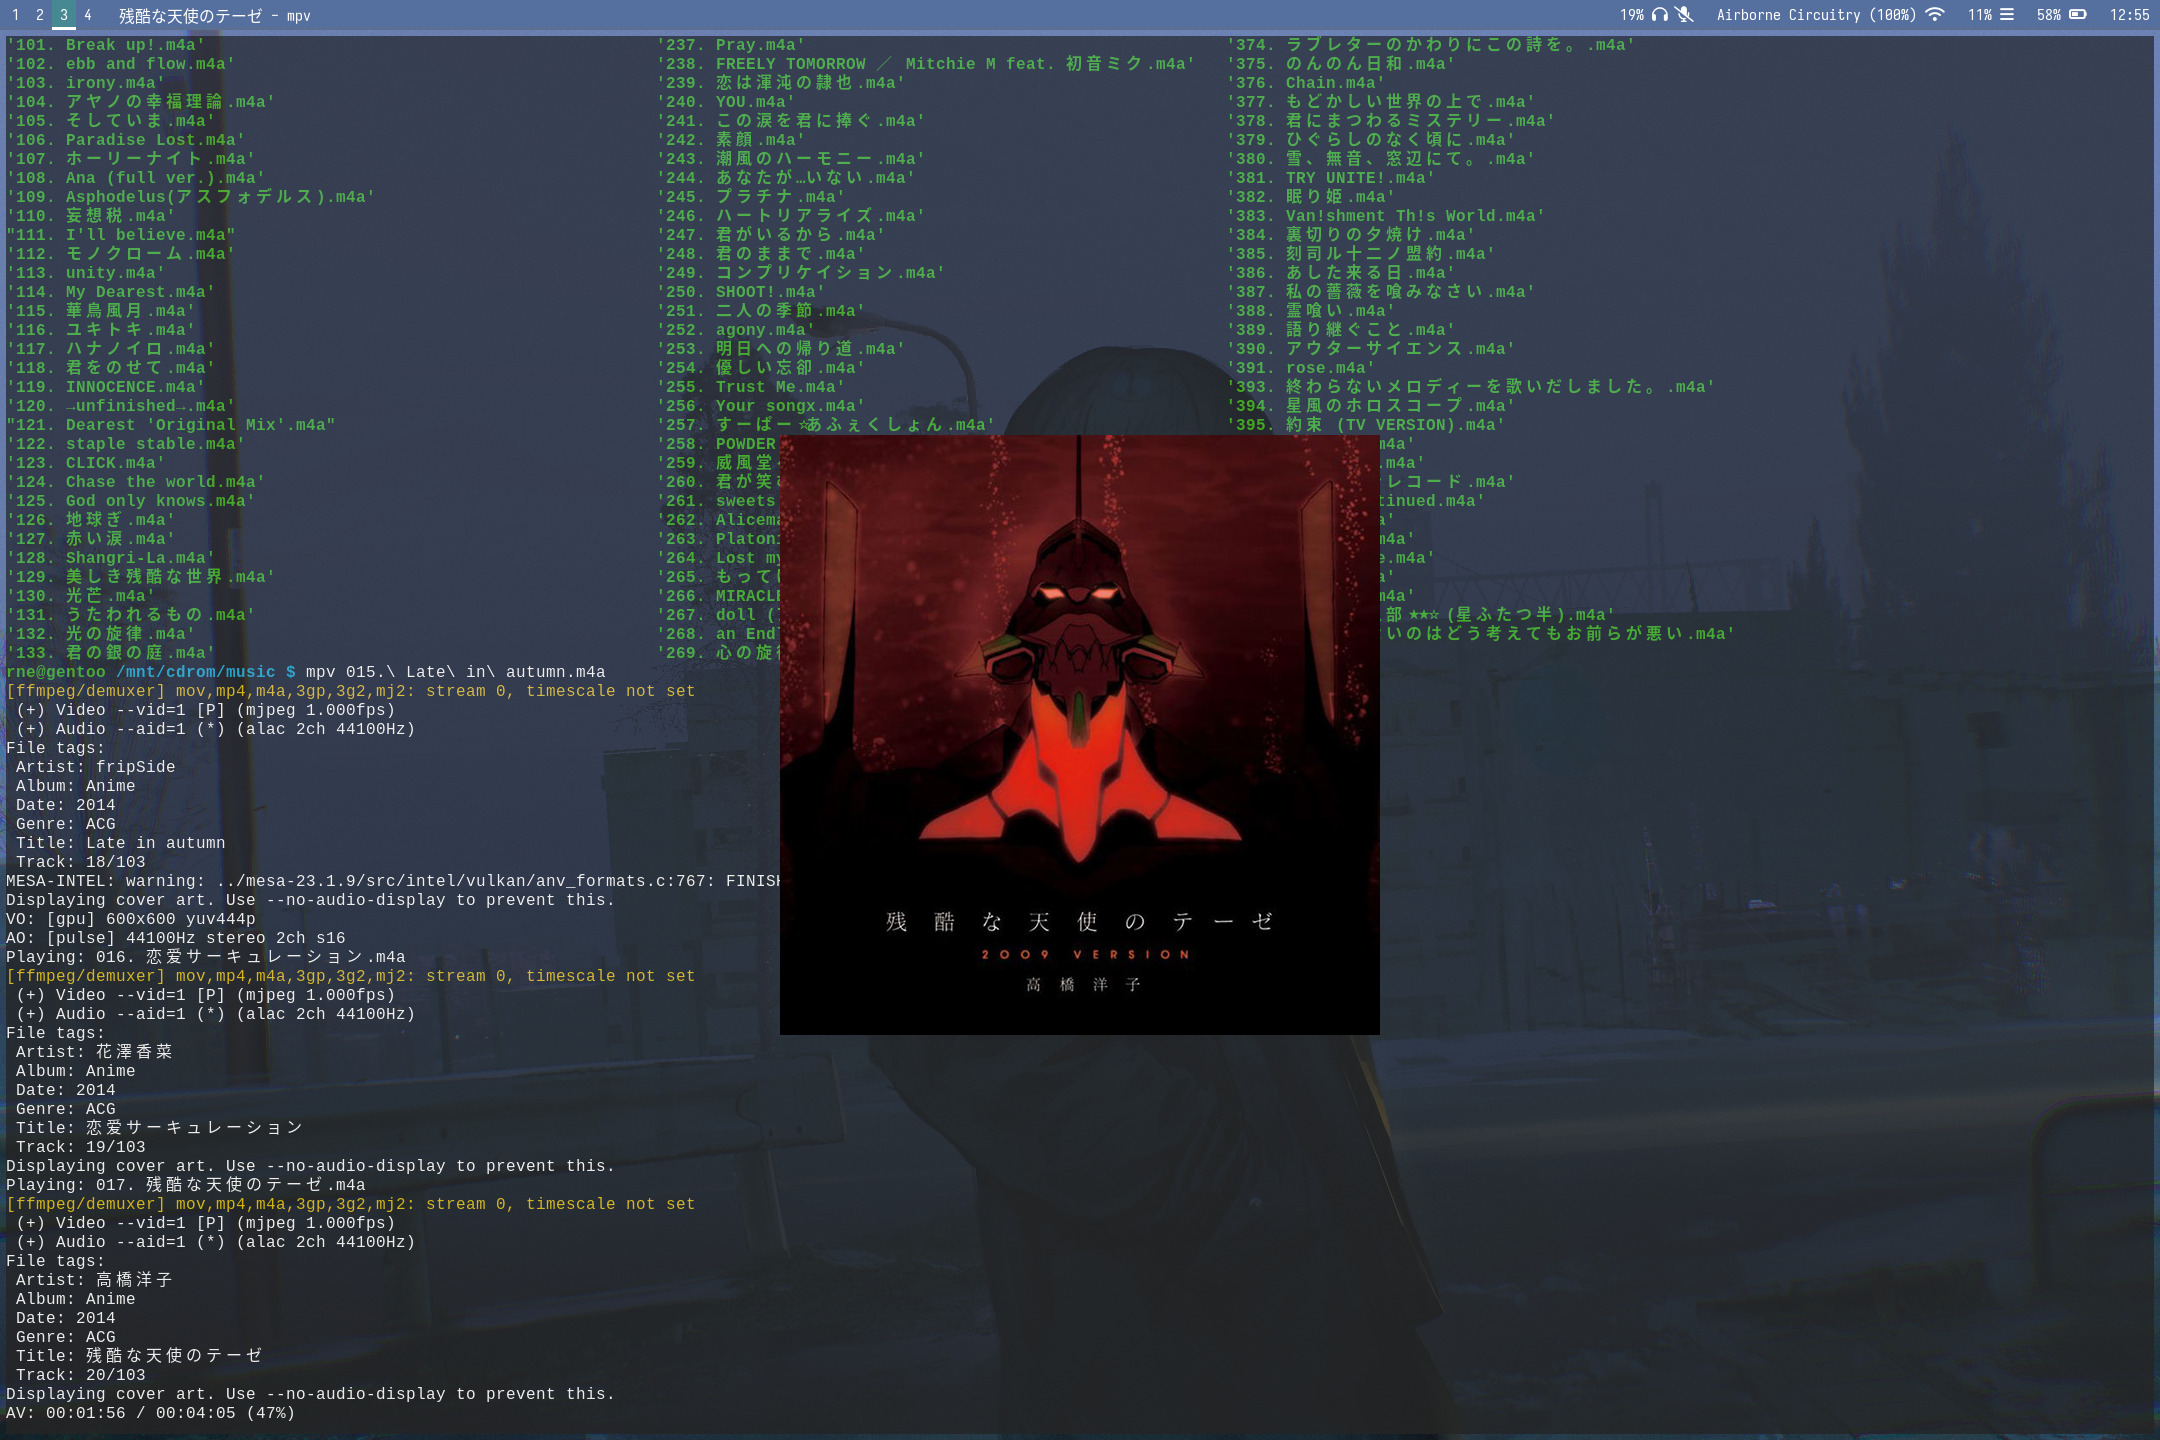 1 2 3 4 残酷な天使のテーゼ - mpv
19% Airborne Circuitry (100%) 11% 58% 12:55
'101. Break up!.m4a' '237. Pray.m4a' '374. ラブレターのかわりにこの詩を。.m4a'
'102. ebb and flow.m4a' '238. FREELY TOMORROW ／ Mitchie M feat. 初音ミク.m4a' '375. のんのん日和.m4a'
'103. irony.m4a' '239. 恋は渾沌の隷也.m4a' '376. Chain.m4a'
'104. アヤノの幸福理論.m4a' '240. YOU.m4a' '377. もどかしい世界の上で.m4a'
'105. そしていま.m4a' '241. この涙を君に捧ぐ.m4a' '378. 君にまつわるミステリー.m4a'
'106. Paradise Lost.m4a' '242. 素顔.m4a' '379. ひぐらしのなく頃に.m4a'
'107. ホーリーナイト.m4a' '243. 潮風のハーモニー.m4a' '380. 雪、無音、窓辺にて。.m4a'
'108. Ana (full ver.).m4a' '244. あなたが…いない.m4a' '381. TRY UNITE!.m4a'
'109. Asphodelus(アスフォデルス).m4a' '245. プラチナ.m4a' '382. 眠り姫.m4a'
'110. 妄想税.m4a' '246. ハートリアライズ.m4a' '383. Van!shment Th!s World.m4a'
"111. I'll believe.m4a" '247. 君がいるから.m4a' '384. 裏切りの夕焼け.m4a'
'112. モノクローム.m4a' '248. 君のままで.m4a' '385. 刻司ル十二ノ盟約.m4a'
'113. unity.m4a' '249. コンプリケイション.m4a' '386. あした来る日.m4a'
'114. My Dearest.m4a' '250. SHOOT!.m4a' '387. 私の薔薇を喰みなさい.m4a'
'115. 華鳥風月.m4a' '251. 二人の季節.m4a' '388. 霊喰い.m4a'
'116. ユキトキ.m4a' '252. agony.m4a' '389. 語り継ぐこと.m4a'
'117. ハナノイロ.m4a' '253. 明日への帰り道.m4a' '390. アウターサイエンス.m4a'
'118. 君をのせて.m4a' '254. 優しい忘却.m4a' '391. rose.m4a'
'119. INNOCENCE.m4a' '255. Trust Me.m4a' '393. 終わらないメロディーを歌いだしました。.m4a'
'120. →unfinished→.m4a' '256. Your songx.m4a' '394. 星風のホロスコープ.m4a'
"121. Dearest 'Original Mix'.m4a" '257. すーぱー☆あふぇくしょん.m4a' '395. 約束 (TV VERSION).m4a'
'122. staple stable.m4a' '258. POWDER m4a'
'123. CLICK.m4a' '259. 威風堂 .m4a'
'124. Chase the world.m4a' '260. 君が笑 レコード.m4a'
'125. God only knows.m4a' '261. sweets tinued.m4a'
'126. 地球ぎ.m4a' '262. Alicema a'
'127. 赤い涙.m4a' '263. Platoni m4a'
'128. Shangri-La.m4a' '264. Lost my e.m4a'
'129. 美しき残酷な世界.m4a' '265. もって a'
'130. 光芒.m4a' '266. MIRACLE m4a'
'131. うたわれるもの.m4a' '267. doll ( 部★★☆(星ふたつ半).m4a'
'132. 光の旋律.m4a' '268. an End いのはどう考えてもお前らが悪い.m4a'
'133. 君の銀の庭.m4a' '269. 心の旋
rne@gentoo /mnt/cdrom/music $ mpv 015.\ Late\ in\ autumn.m4a
[ffmpeg/demuxer] mov,mp4,m4a,3gp,3g2,mj2: stream 0, timescale not set
(+) Video --vid=1 [P] (mjpeg 1.000fps)
(+) Audio --aid=1 (*) (alac 2ch 44100Hz)
File tags:
Artist: fripSide
Album: Anime
Date: 2014
Genre: ACG
Title: Late in autumn
Track: 18/103
MESA-INTEL: warning: ../mesa-23.1.9/src/intel/vulkan/anv_formats.c:767: FINISH
Displaying cover art. Use --no-audio-display to prevent this.
VO: [gpu] 600x600 yuv444p
AO: [pulse] 44100Hz stereo 2ch s16
Playing: 016. 恋愛サーキュレーション.m4a
[ffmpeg/demuxer] mov,mp4,m4a,3gp,3g2,mj2: stream 0, timescale not set
(+) Video --vid=1 [P] (mjpeg 1.000fps)
(+) Audio --aid=1 (*) (alac 2ch 44100Hz)
File tags:
Artist: 花澤香菜
Album: Anime
Date: 2014
Genre: ACG
Title: 恋愛サーキュレーション
Track: 19/103
Displaying cover art. Use --no-audio-display to prevent this.
Playing: 017. 残酷な天使のテーゼ.m4a
[ffmpeg/demuxer] mov,mp4,m4a,3gp,3g2,mj2: stream 0, timescale not set
(+) Video --vid=1 [P] (mjpeg 1.000fps)
(+) Audio --aid=1 (*) (alac 2ch 44100Hz)
File tags:
Artist: 高橋洋子
Album: Anime
Date: 2014
Genre: ACG
Title: 残酷な天使のテーゼ
Track: 20/103
Displaying cover art. Use --no-audio-display to prevent this.
AV: 00:01:56 / 00:04:05 (47%)
残酷な天使のテーゼ
2009 VERSION
高橋洋子